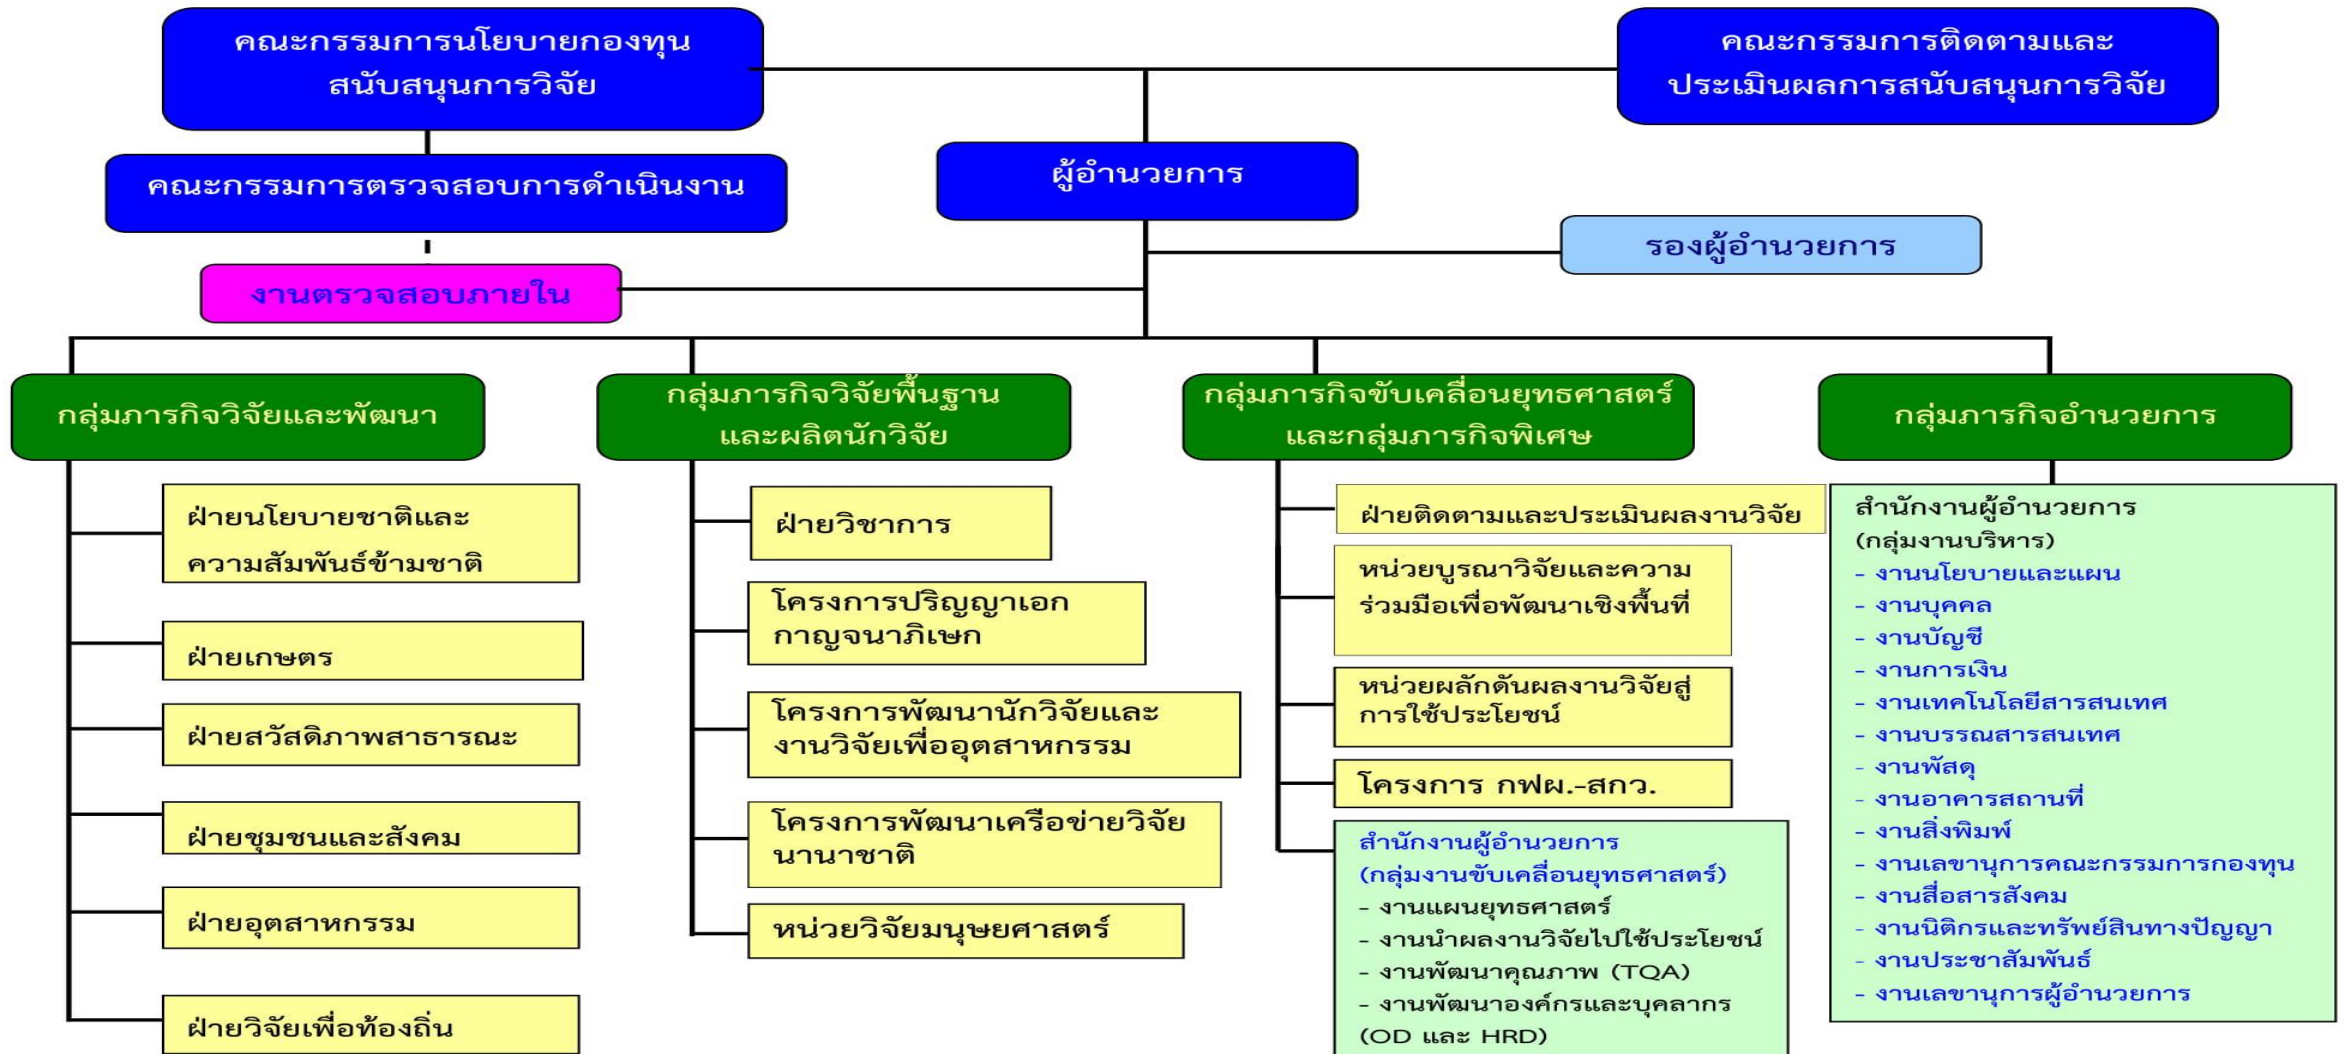 คณะกรรมการนโยบายกองทุน
สนับสนุนการวิจัย
คณะกรรมการติดตามและ
ประเมินผลการสนับสนุนการวิจัย
คณะกรรมการตรวจสอบการดำเนินงาน
ผู้อำนวยการ
รองผู้อำนวยการ
งานตรวจสอบภายใน
กลุ่มภารกิจวิจัยและพัฒนา
ฝ่ายนโยบายชาติและ
ความสัมพันธ์ข้ามชาติ
ฝ่ายเกษตร
ฝ่ายสวัสดิภาพสาธารณะ
ฝ่ายชุมชนและสังคม
ฝ่ายอุตสาหกรรม
ฝ่ายวิจัยเพื่อท้องถิ่น
กลุ่มภารกิจวิจัยพื้นฐาน
และผลิตนักวิจัย
ฝ่ายวิชาการ
โครงการปริญญาเอก
กาญจนาภิเษก
โครงการพัฒนานักวิจัยและ
งานวิจัยเพื่ออุตสาหกรรม
โครงการพัฒนาเครือข่ายวิจัย
นานาชาติ
หน่วยวิจัยมนุษยศาสตร์
กลุ่มภารกิจขับเคลื่อนยุทธศาสตร์
และกลุ่มภารกิจพิเศษ
ฝ่ายติดตามและประเมินผลงานวิจัย
หน่วยบูรณาวิจัยและความ
ร่วมมือเพื่อพัฒนาเชิงพื้นที่
หน่วยผลักดันผลงานวิจัยสู่
การใช้ประโยชน์
โครงการ กฟผ.-สกว.
สำนักงานผู้อำนวยการ
(กลุ่มงานขับเคลื่อนยุทธศาสตร์)
- งานแผนยุทธศาสตร์
- งานนำผลงานวิจัยไปใช้ประโยชน์
- งานพัฒนาคุณภาพ (TQA)
- งานพัฒนาองค์กรและบุคลากร
(OD และ HRD)
กลุ่มภารกิจอำนวยการ
สำนักงานผู้อำนวยการ
(กลุ่มงานบริหาร)
- งานนโยบายและแผน
- งานบุคคล
- งานบัญชี
- งานการเงิน
- งานเทคโนโลยีสารสนเทศ
- งานบรรณสารสนเทศ
- งานพัสดุ
- งานอาคารสถานที่
- งานสิ่งพิมพ์
- งานเลขานุการคณะกรรมการกองทุน
- งานสื่อสารสังคม
- งานนิติกรและทรัพย์สินทางปัญญา
- งานประชาสัมพันธ์
- งานเลขานุการผู้อำนวยการ